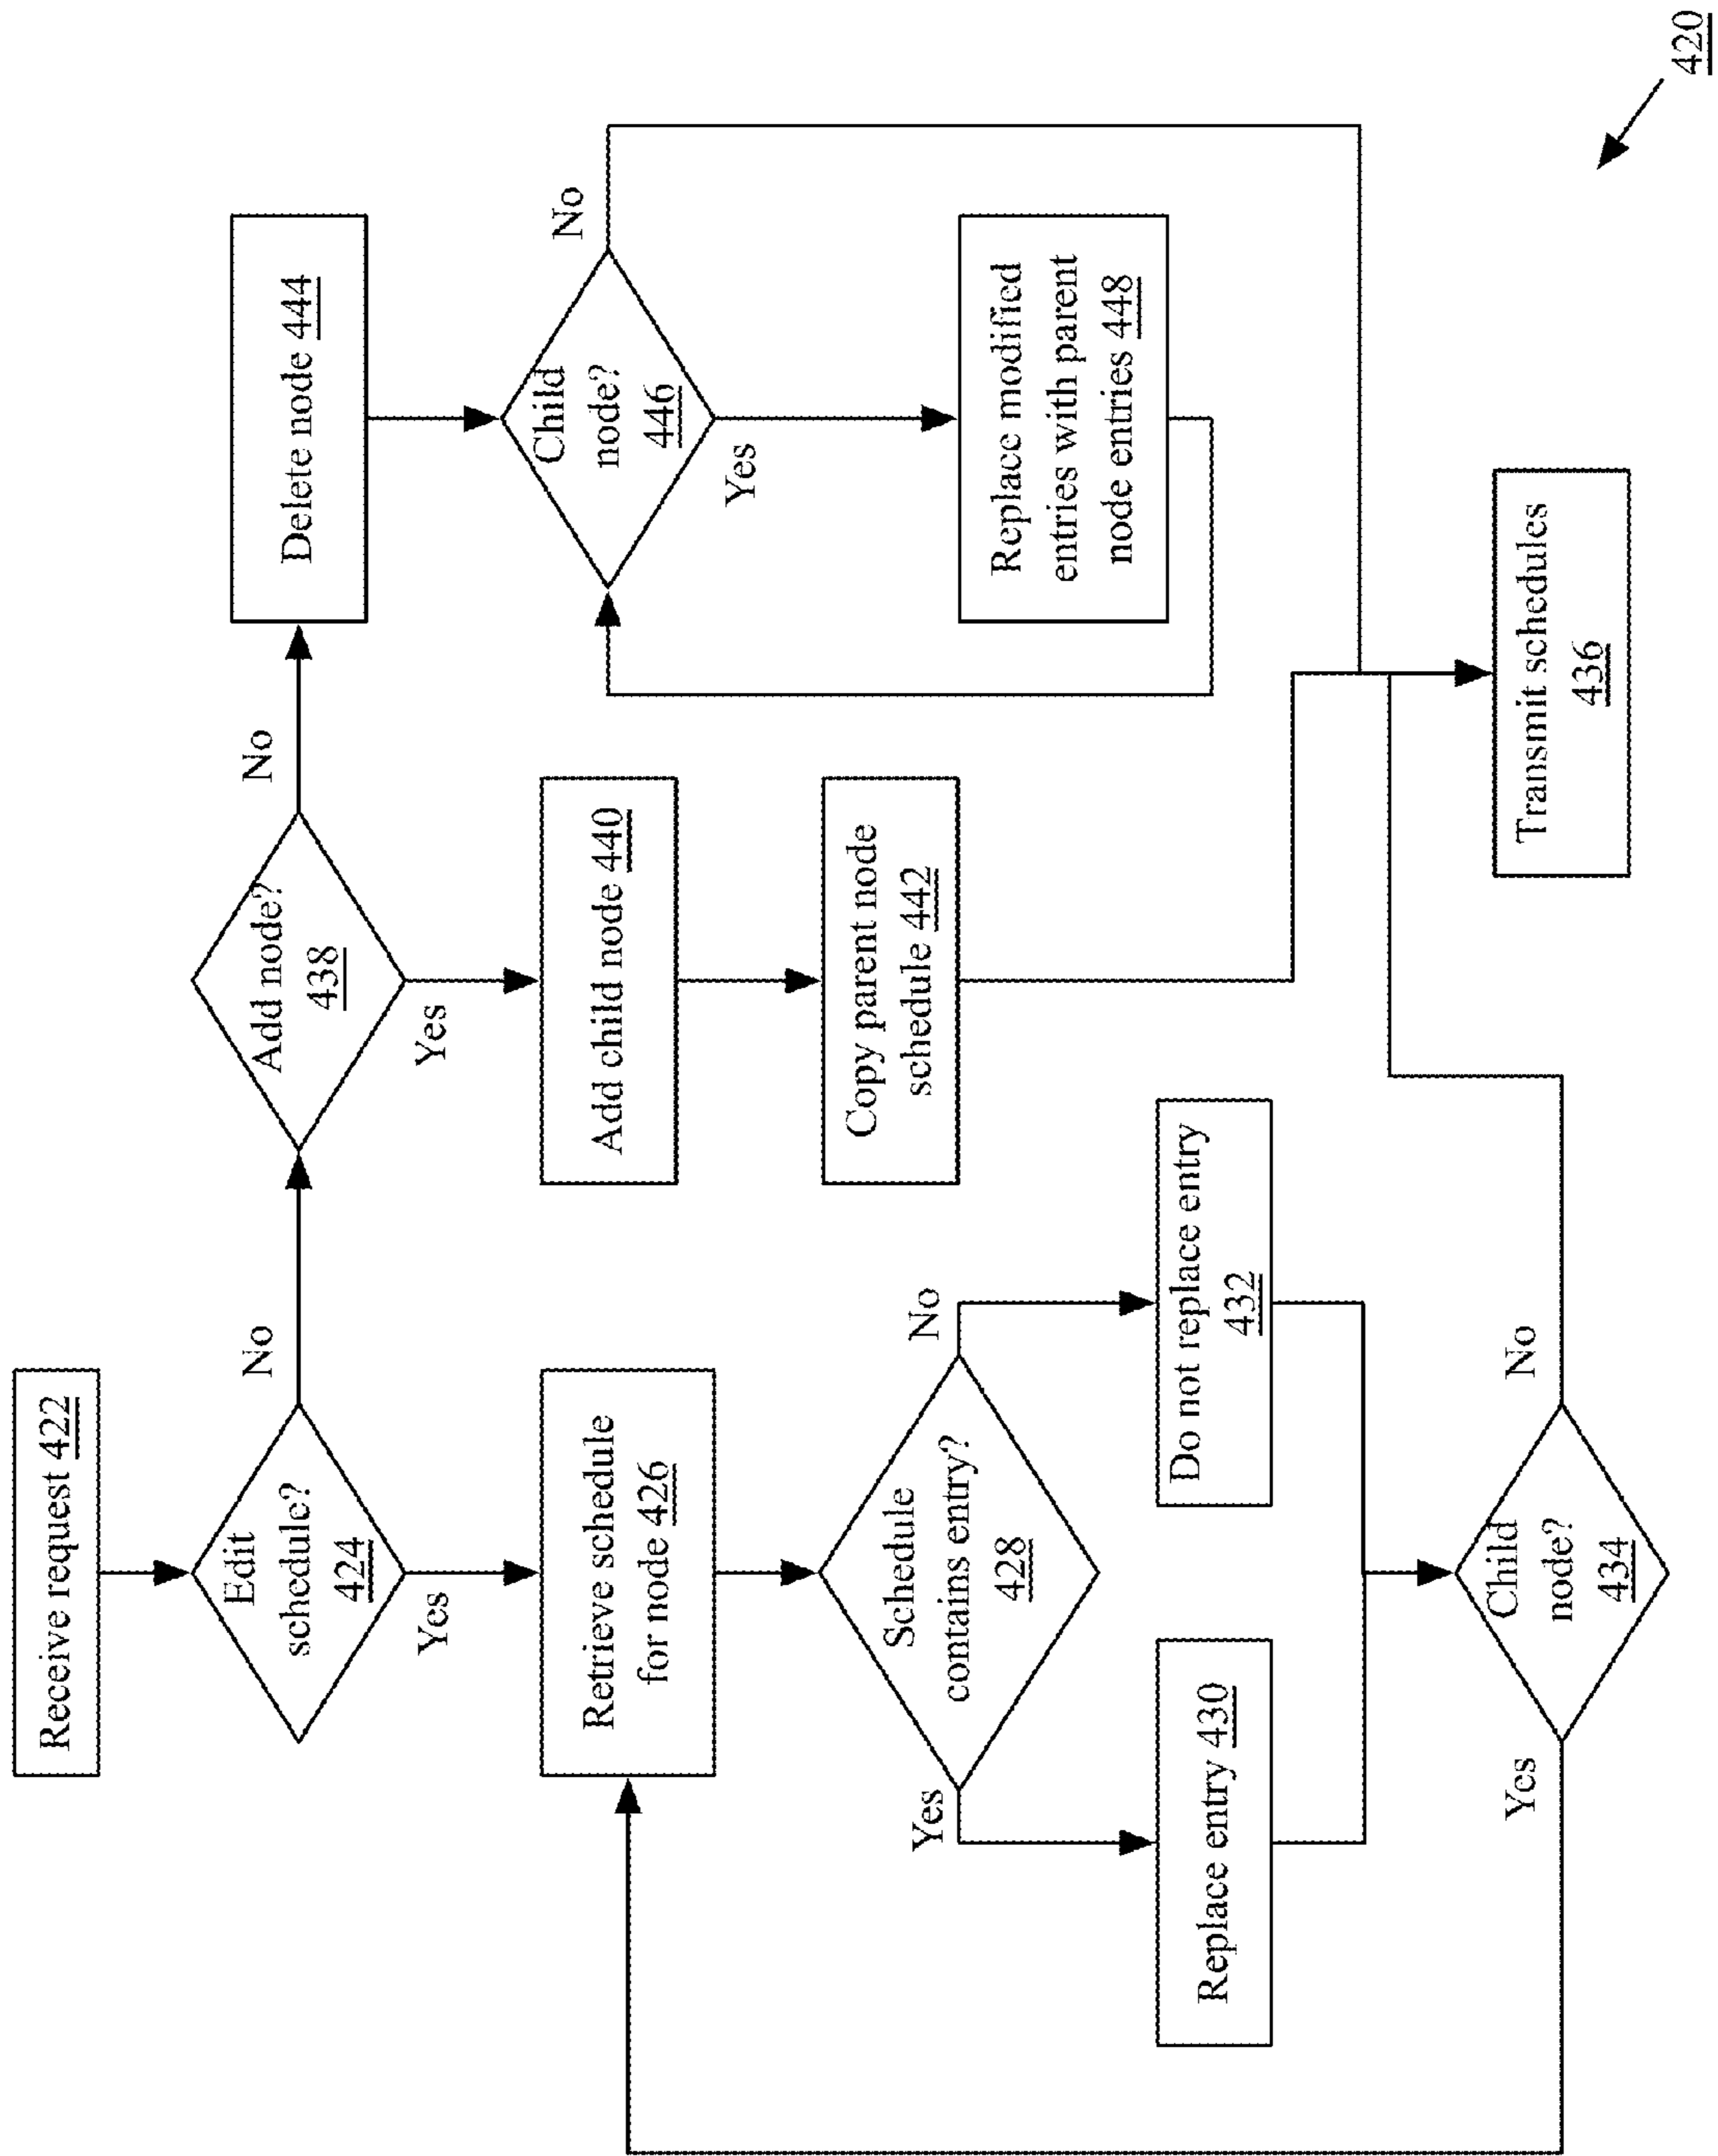 Receive request 422
Edit
schedule?
424
No
Yes
Add node?
438
No
Yes
Delete node 444
Retrieve schedule
for node 426
Add child node 440
Child
node?
446
No
Yes
Schedule
contains entry?
428
Yes
No
Copy parent node
schedule 442
Replace modified
entries with parent
node entries 448
Replace entry 430
Do not replace entry
432
Child
node?
434
Yes
No
Transmit schedules
436
420